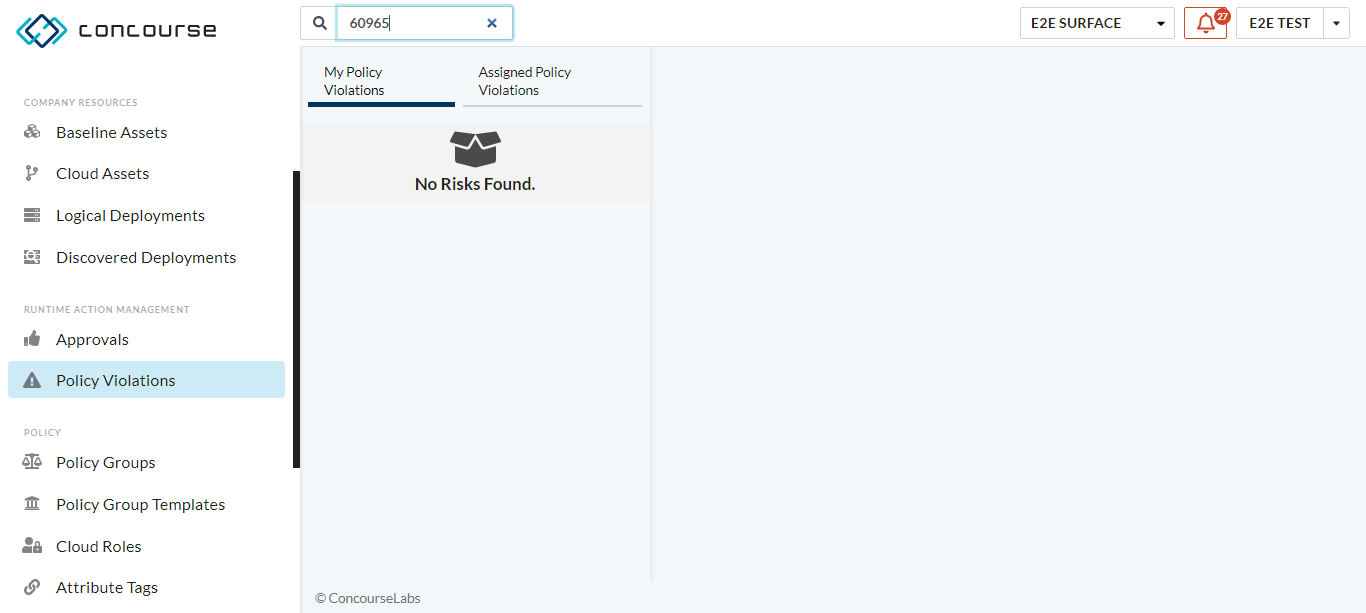 concourse
60965
E2E SURFACE
27
E2E TEST
COMPANY RESOURCES
Baseline Assets
Cloud Assets
Logical Deployments
Discovered Deployments
RUNTIME ACTION MANAGEMENT
Approvals
Policy Violations
POLICY
Policy Groups
Policy Group Templates
Cloud Roles
Attribute Tags
My Policy
Violations
Assigned Policy
Violations
No Risks Found.
© ConcourseLabs